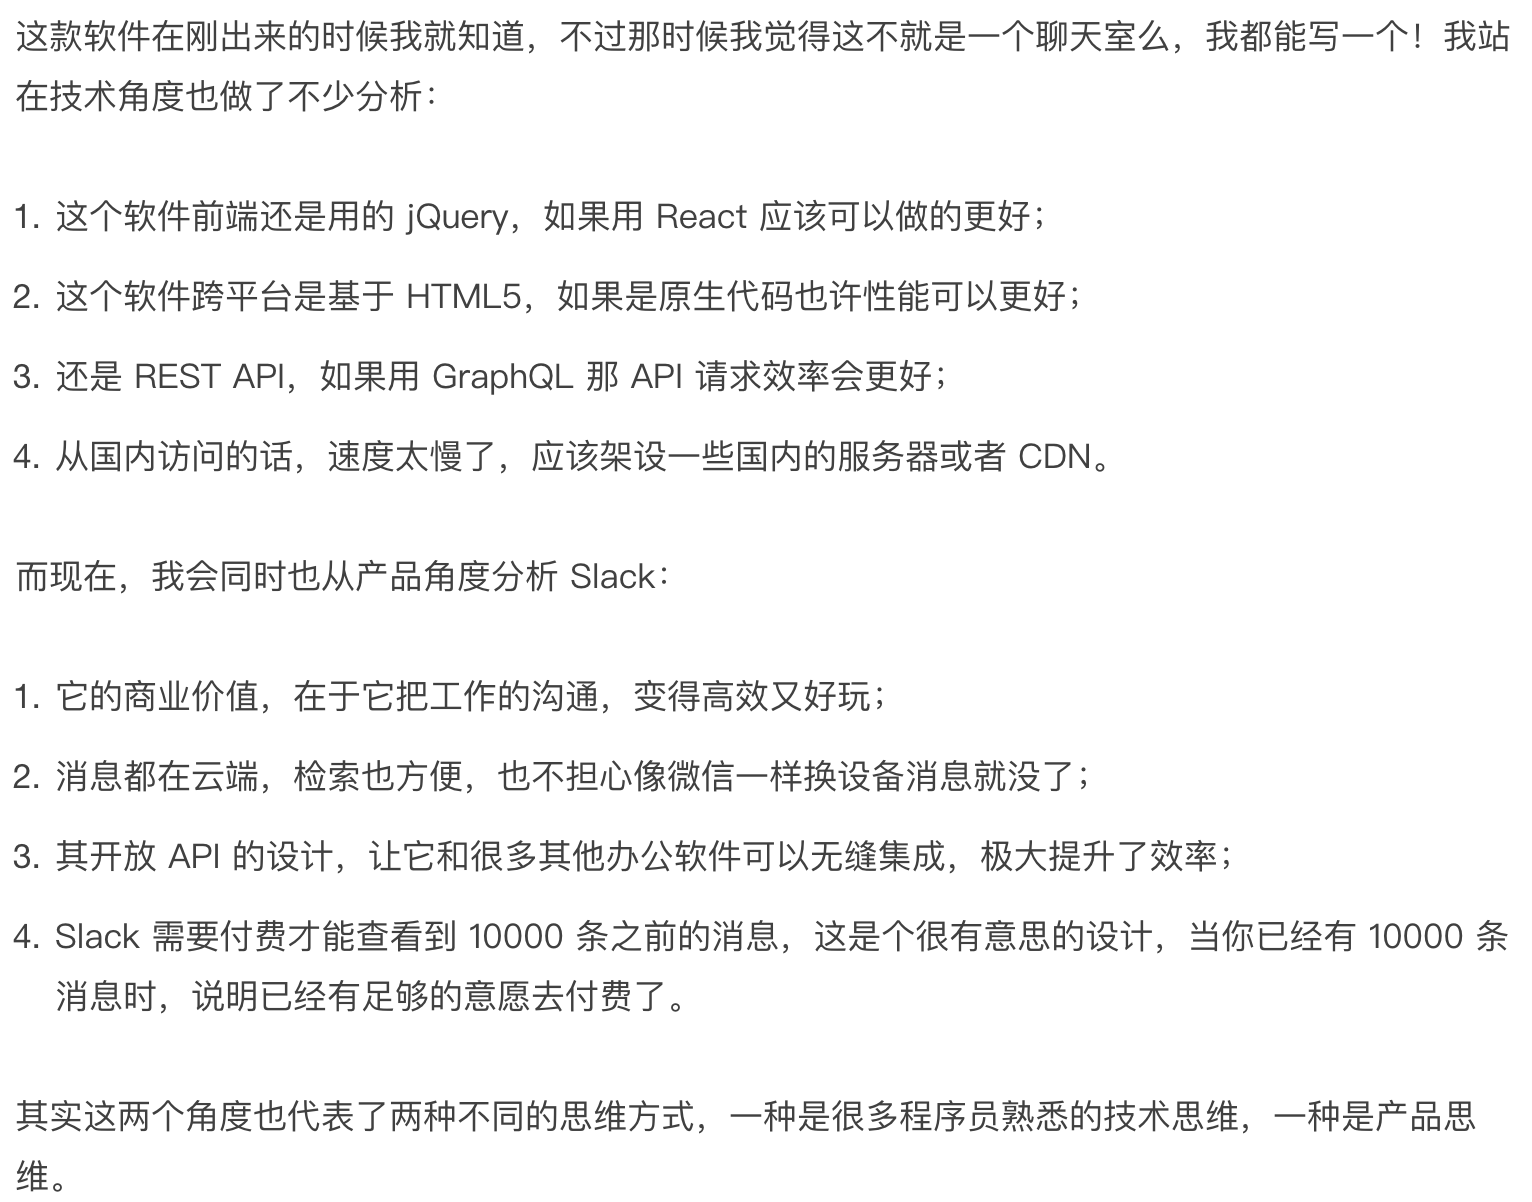 这款软件在刚出来的时候我就知道，不过那时候我觉得这不就是一个聊天室么，我都能写一个！我站
在技术角度也做了不少分析：
1. 这个软件前端还是用的 jQuery，如果用 React 应该可以做的更好；
2. 这个软件跨平台是基于 HTML5，如果是原生代码也许性能可以更好；
3. 还是 REST API，如果用 GraphQL 那 API 请求效率会更好；
4. 从国内访问的话，速度太慢了，应该架设一些国内的服务器或者 CDN。
而现在，我会同时也从产品角度分析 Slack：
1. 它的商业价值，在于它把工作的沟通，变得高效又好玩；
2. 消息都在云端，检索也方便，也不担心像微信一样换设备消息就没了；
3. 其开放 API 的设计，让它和很多其他办公软件可以无缝集成，极大提升了效率；
4. Slack 需要付费才能查看到 10000 条之前的消息，这是个很有意思的设计，当你已经有 10000 条
消息时，说明已经有足够的意愿去付费了。
其实这两个角度也代表了两种不同的思维方式，一种是很多程序员熟悉的技术思维，一种是产品思
维。